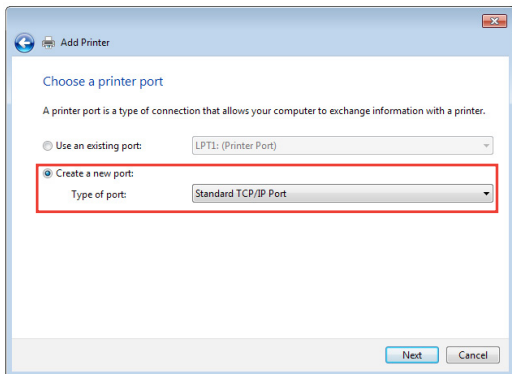 Add Printer
Choose a printer port
A printer port is a type of connection that allows your computer to exchange information with a printer.
Use an existing port: LPT1: (Printer Port)
Create a new port:
Type of port: Standard TCP/IP Port
Next Cancel